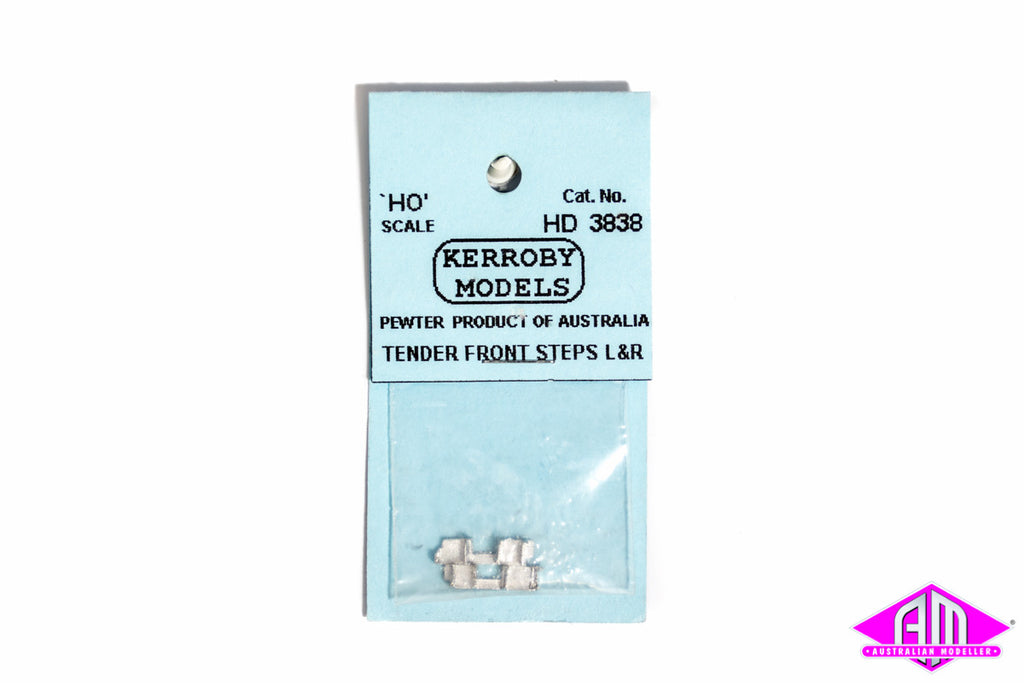 `HO'
SCALE
Cat. No.
HD 3838
KERROBY
MODELS
PEWTER PRODUCT OF AUSTRALIA
TENDER FRONT STEPS L&R
AM ®
• AUSTRALIAN MODELLER •